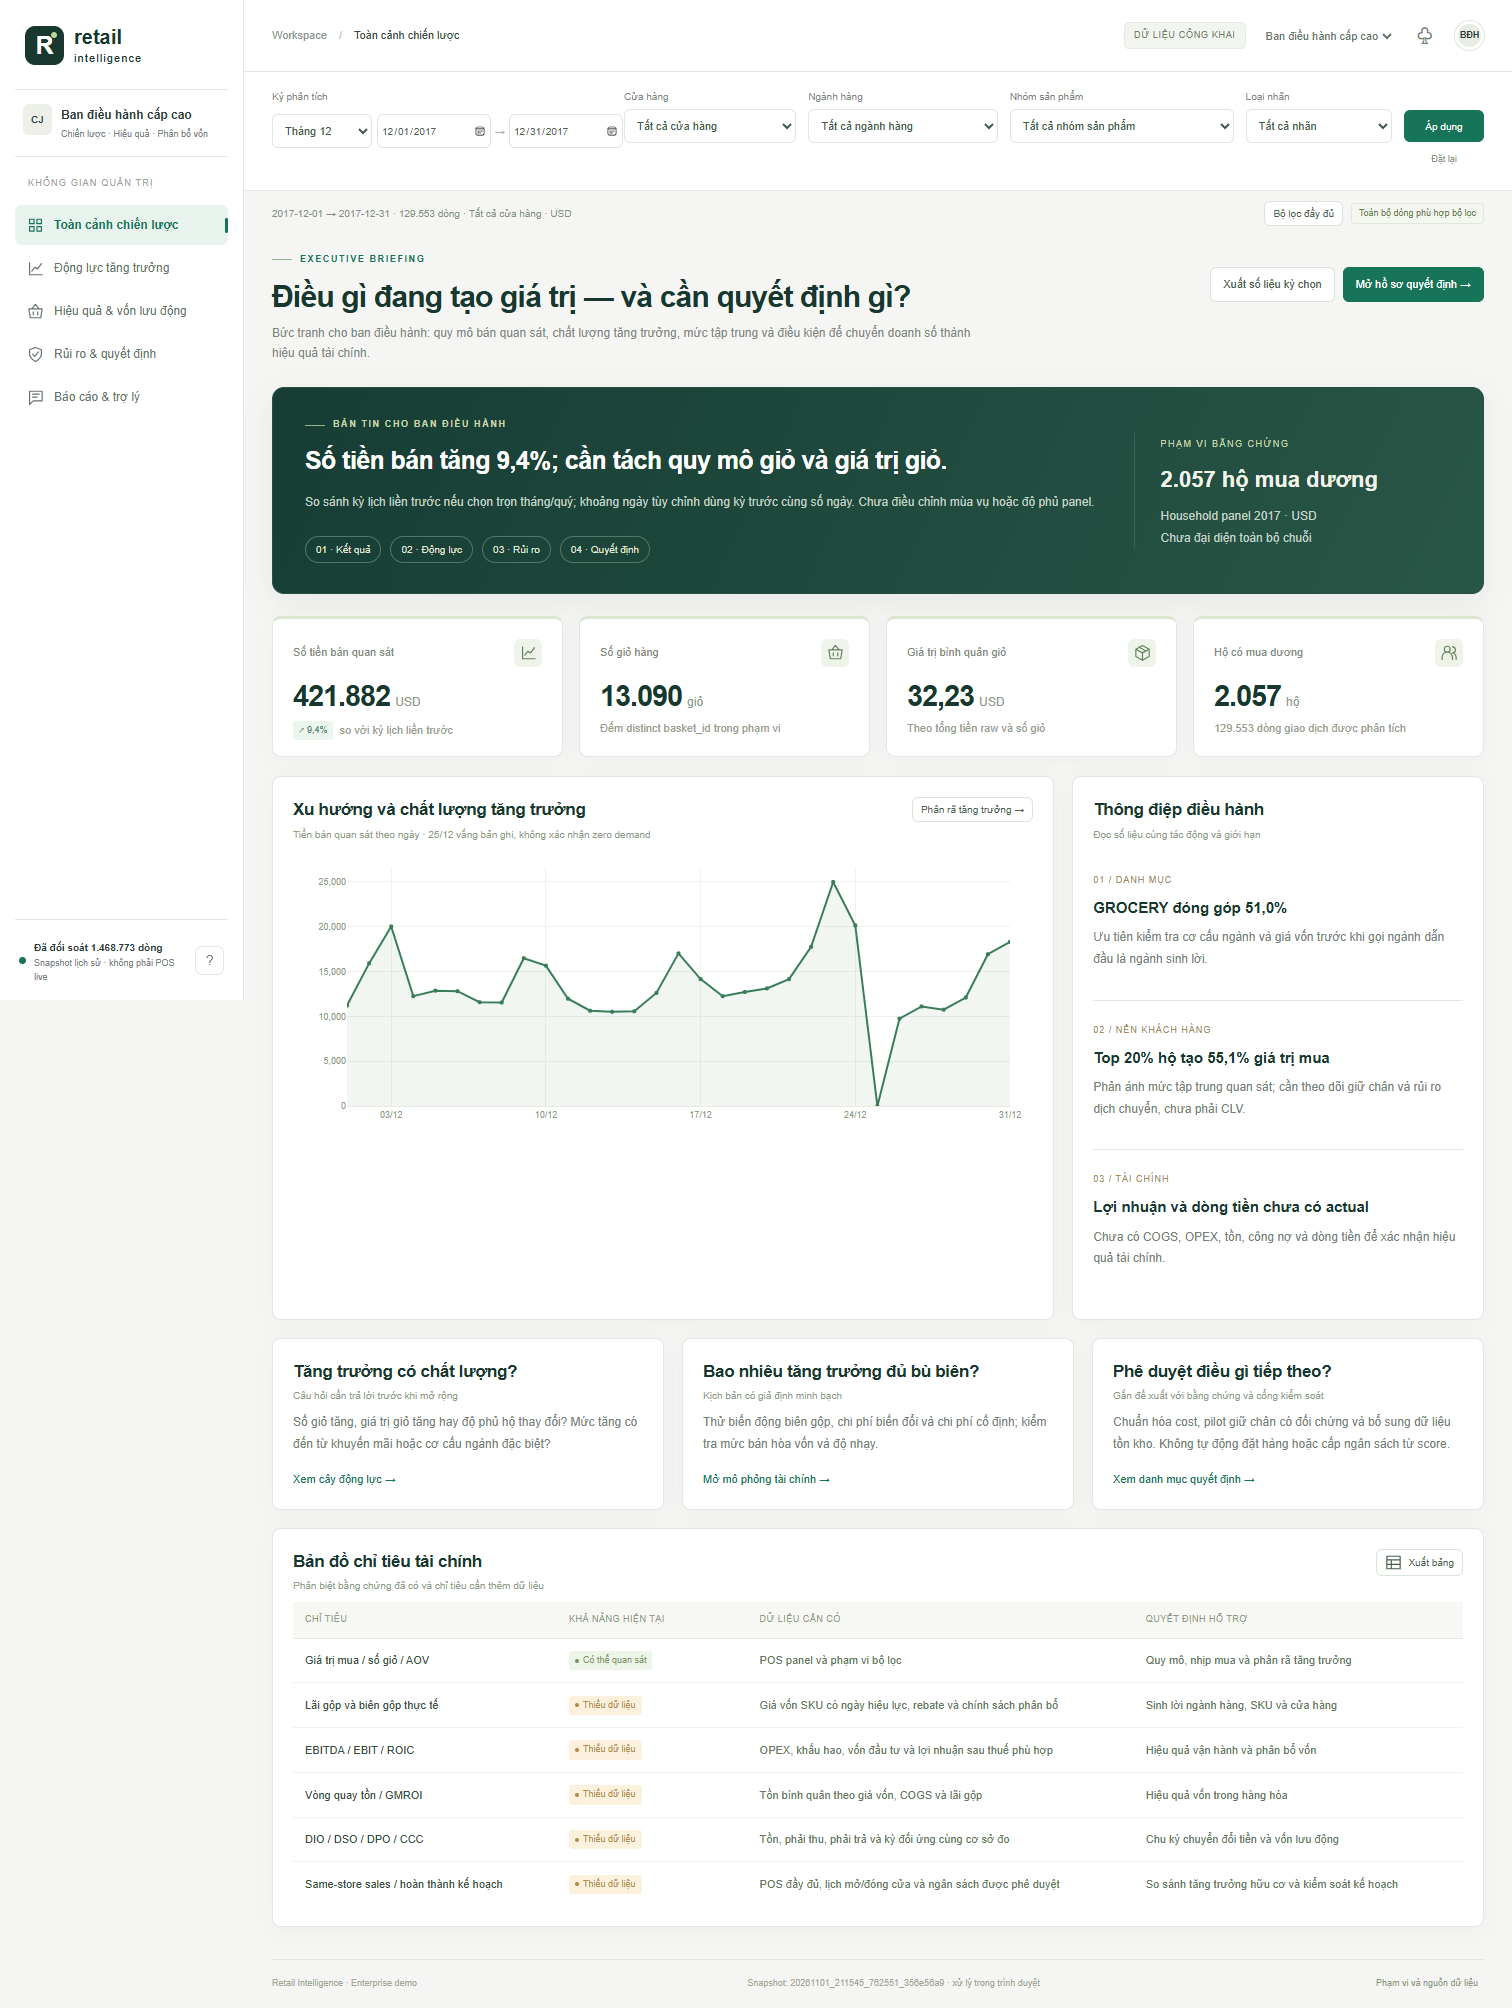 retail
intelligence
CJ
Ban điều hành cấp cao
Chiến lược · Hiệu quả · Phân bổ vốn
KHÔNG GIAN QUẢN TRỊ
Toàn cảnh chiến lược
Động lực tăng trưởng
Hiệu quả & vốn lưu động
Rủi ro & quyết định
Báo cáo & trợ lý
Đã đối soát 1.468.773 dòng
Snapshot lịch sử · không phải POS
live
?
Workspace / Toàn cảnh chiến lược
DỮ LIỆU CÔNG KHAI
Ban điều hành cấp cao
BĐH
Kỳ phân tích
Cửa hàng
Ngành hàng
Nhóm sản phẩm
Loại nhãn
Tháng 12
12/01/2017
→
12/31/2017
Tất cả cửa hàng
Tất cả ngành hàng
Tất cả nhóm sản phẩm
Tất cả nhãn
Áp dụng
Đặt lại
2017-12-01 → 2017-12-31 · 129.553 dòng · Tất cả cửa hàng · USD
Bộ lọc đầy đủ
Toàn bộ dòng phù hợp bộ lọc
EXECUTIVE BRIEFING
Điều gì đang tạo giá trị — và cần quyết định gì?
Bức tranh cho ban điều hành: quy mô bán quan sát, chất lượng tăng trưởng, mức tập trung và điều kiện để chuyển doanh số thành
hiệu quả tài chính.
Xuất số liệu kỳ chọn
Mở hồ sơ quyết định →
BẢN TIN CHO BAN ĐIỀU HÀNH
Số tiền bán tăng 9,4%; cần tách quy mô giỏ và giá trị giỏ.
So sánh kỳ lịch liền trước nếu chọn trọn tháng/quý; khoảng ngày tùy chỉnh dùng kỳ trước cùng số ngày. Chưa điều chỉnh mùa vụ hoặc độ phủ panel.
01 · Kết quả
02 · Động lực
03 · Rủi ro
04 · Quyết định
PHẠM VI BẰNG CHỨNG
2.057 hộ mua dương
Household panel 2017 · USD
Chưa đại diện toàn bộ chuỗi
Số tiền bán quan sát
421.882 USD
↗ 9,4% so với kỳ lịch liền trước
Số giỏ hàng
13.090 giỏ
Đếm distinct basket_id trong phạm vi
Giá trị bình quân giỏ
32,23 USD
Theo tổng tiền raw và số giỏ
Hộ có mua dương
2.057 hộ
129.553 dòng giao dịch được phân tích
Xu hướng và chất lượng tăng trưởng
Tiền bán quan sát theo ngày · 25/12 vắng bản ghi, không xác nhận zero demand
Phân rã tăng trưởng →
25,000
20,000
15,000
10,000
5,000
0
03/12
10/12
17/12
24/12
31/12
Thông điệp điều hành
Đọc số liệu cùng tác động và giới hạn
01 / DANH MỤC
GROCERY đóng góp 51,0%
Ưu tiên kiểm tra cơ cấu ngành và giá vốn trước khi gọi ngành dẫn
đầu là ngành sinh lời.
02 / NỀN KHÁCH HÀNG
Top 20% hộ tạo 55,1% giá trị mua
Phản ánh mức tập trung quan sát; cần theo dõi giữ chân và rủi ro
dịch chuyển, chưa phải CLV.
03 / TÀI CHÍNH
Lợi nhuận và dòng tiền chưa có actual
Chưa có COGS, OPEX, tồn, công nợ và dòng tiền để xác nhận hiệu
quả tài chính.
Tăng trưởng có chất lượng?
Câu hỏi cần trả lời trước khi mở rộng
Số giỏ tăng, giá trị giỏ tăng hay độ phủ hộ thay đổi? Mức tăng có
đến từ khuyến mãi hoặc cơ cấu ngành đặc biệt?
Xem cây động lực →
Bao nhiêu tăng trưởng đủ bù biên?
Kịch bản có giả định minh bạch
Thử biến động biên gộp, chi phí biến đổi và chi phí cố định; kiểm
tra mức bán hòa vốn và độ nhạy.
Mở mô phỏng tài chính →
Phê duyệt điều gì tiếp theo?
Gắn đề xuất với bằng chứng và cổng kiểm soát
Chuẩn hóa cost, pilot giữ chân có đối chứng và bổ sung dữ liệu
tồn kho. Không tự động đặt hàng hoặc cấp ngân sách từ score.
Xem danh mục quyết định →
Bản đồ chỉ tiêu tài chính
Phân biệt bằng chứng đã có và chỉ tiêu cần thêm dữ liệu
Xuất bảng
CHỈ TIÊU
KHẢ NĂNG HIỆN TẠI
DỮ LIỆU CẦN CÓ
QUYẾT ĐỊNH HỖ TRỢ
Giá trị mua / số giỏ / AOV
Có thể quan sát
POS panel và phạm vi bộ lọc
Quy mô, nhịp mua và phân rã tăng trưởng
Lãi gộp và biên gộp thực tế
Thiếu dữ liệu
Giá vốn SKU có ngày hiệu lực, rebate và chính sách phân bổ
Sinh lời ngành hàng, SKU và cửa hàng
EBITDA / EBIT / ROIC
Thiếu dữ liệu
OPEX, khấu hao, vốn đầu tư và lợi nhuận sau thuế phù hợp
Hiệu quả vận hành và phân bổ vốn
Vòng quay tồn / GMROI
Thiếu dữ liệu
Tồn bình quân theo giá vốn, COGS và lãi gộp
Hiệu quả vốn trong hàng hóa
DIO / DSO / DPO / CCC
Thiếu dữ liệu
Tồn, phải thu, phải trả và kỳ đối ứng cùng cơ sở đo
Chu kỳ chuyển đổi tiền và vốn lưu động
Same-store sales / hoàn thành kế hoạch
Thiếu dữ liệu
POS đầy đủ, lịch mở/đóng cửa và ngân sách được phê duyệt
So sánh tăng trưởng hữu cơ và kiểm soát kế hoạch
Retail Intelligence · Enterprise demo
Snapshot: 20261101_211545_762551_356e56a9 · xử lý trong trình duyệt
Phạm vi và nguồn dữ liệu